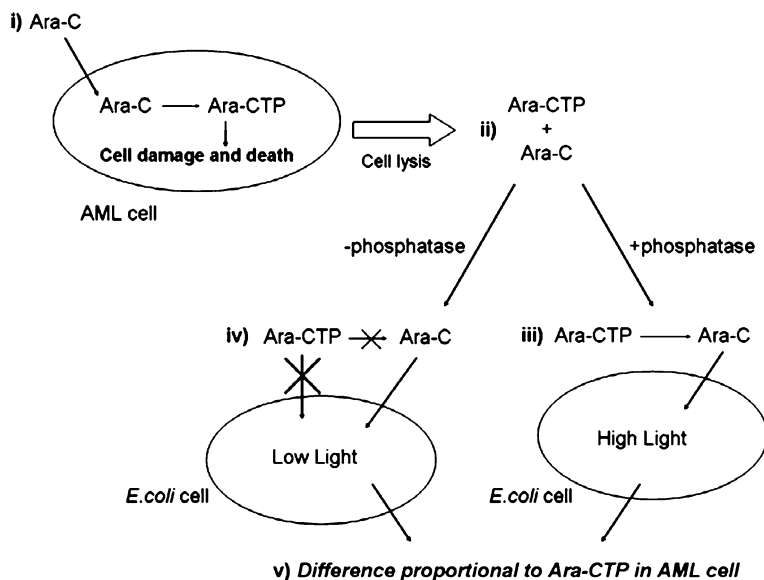 i) Ara-C
Ara-C
Ara-CTP
Cell damage and death
AML cell
Cell lysis
ii)
Ara-CTP
+
Ara-C
-phosphatase
+phosphatase
iv) Ara-CTP
Ara-C
iii) Ara-CTP
Ara-C
Low Light
High Light
E.coli cell
E.coli cell
v) Difference proportional to Ara-CTP in AML cell